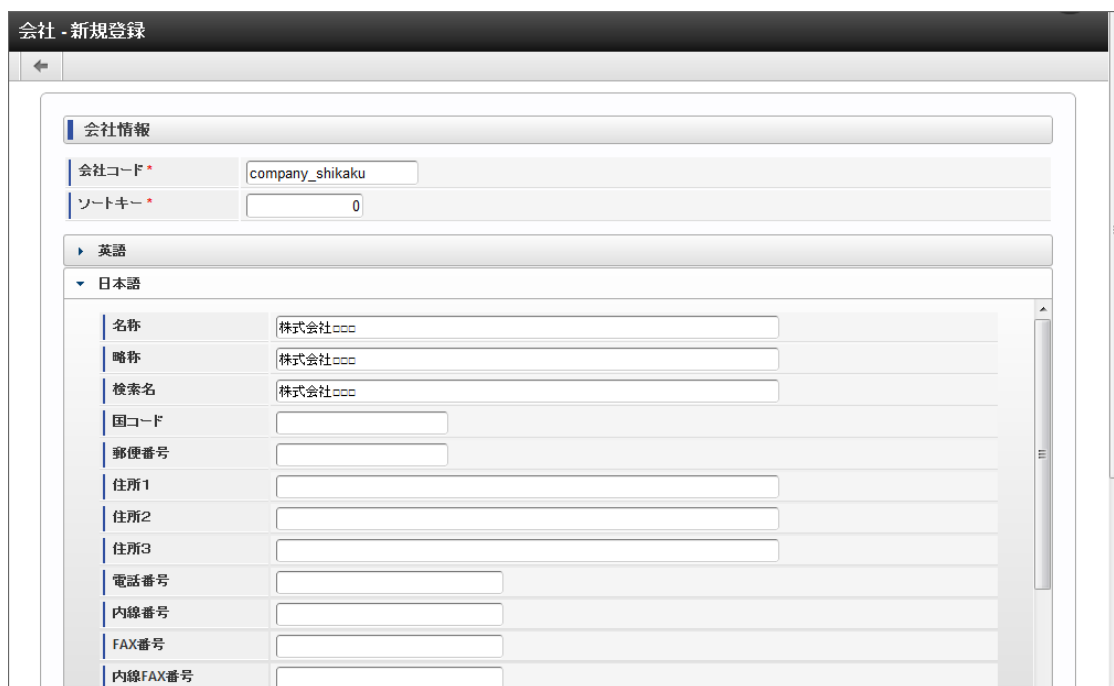 会社 - 新規登録
会社情報
会社コード * company_shikaku
ソートキー * 0
英語
日本語
名称 株式会社□□□
略称 株式会社□□□
検索名 株式会社□□□
国コード
郵便番号
住所1
住所2
住所3
電話番号
内線番号
FAX番号
内線FAX番号